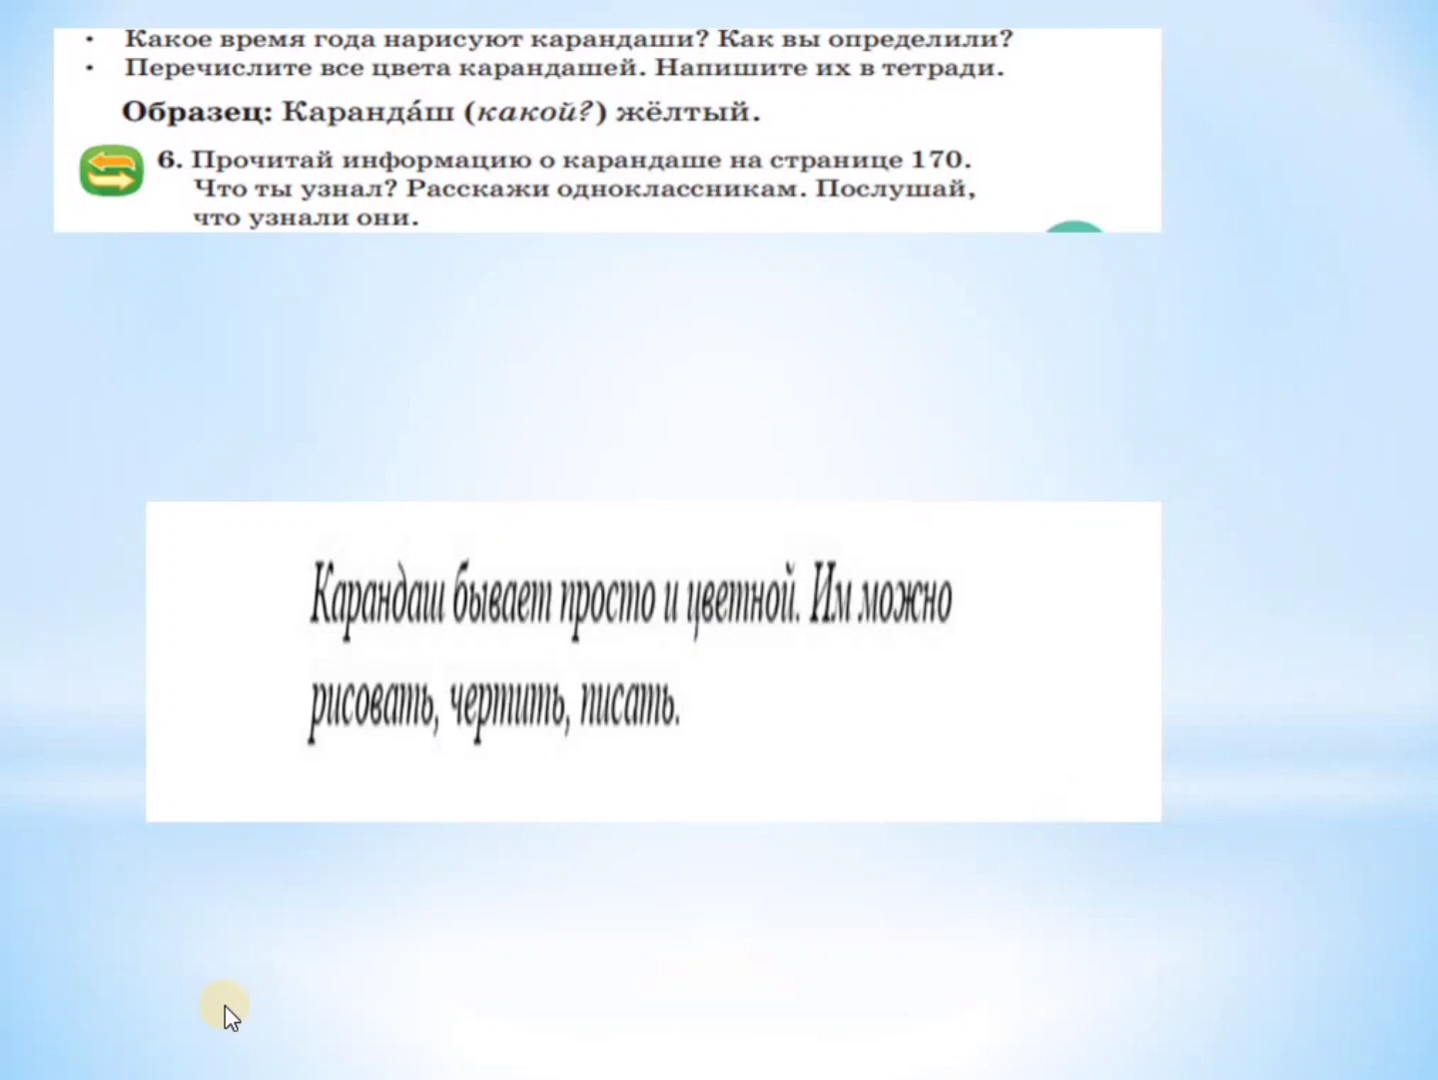 • Какое время года нарисуют карандаши? Как вы определили?
• Перечислите все цвета карандашей. Напишите их в тетради.
Образец: Каранда́ш (какой?) жёлтый.
6. Прочитай информацию о карандаше на странице 170.
Что ты узнал? Расскажи одноклассникам. Послушай,
что узнали они.
Карандаш бывает просто и цветной. Им можно
рисовать, чертить, писать.